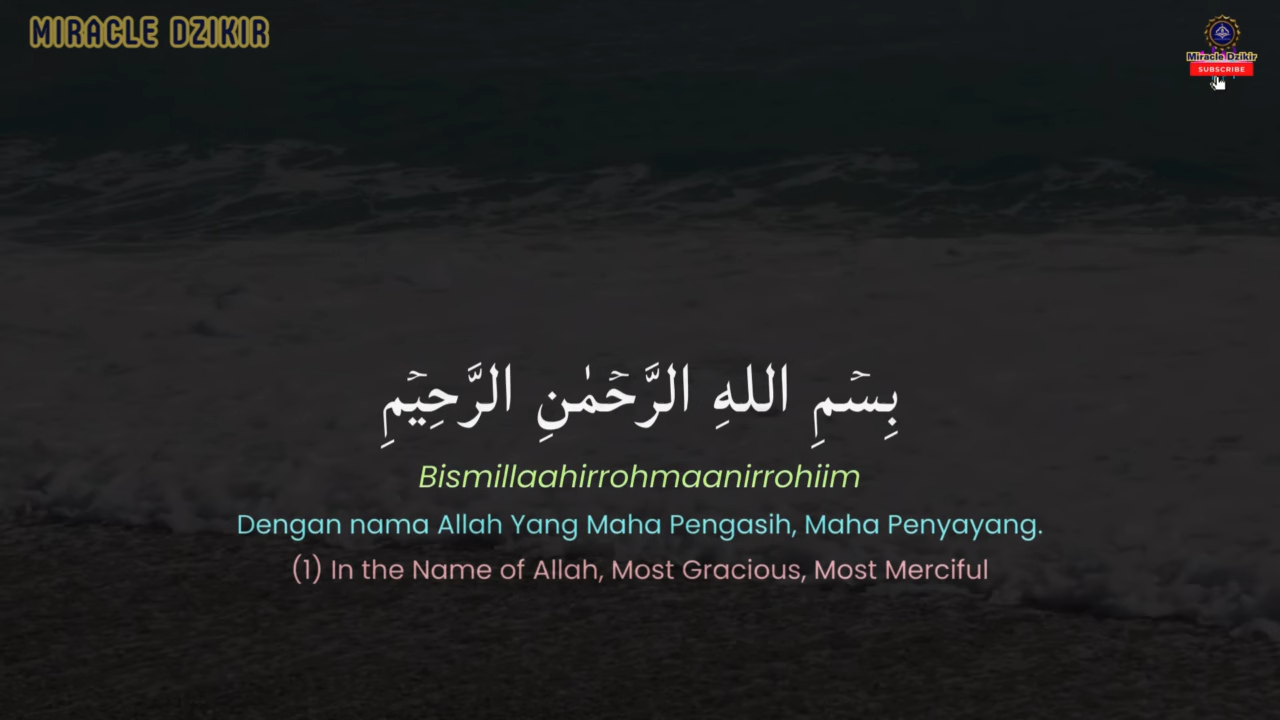 MIRACLE DZIKIR
Miracle Dzikir
SUBSCRIBE
بِسْمِ اللهِ الرَّحْمٰنِ الرَّحِيْمِ
Bismillaahirrohmaanirrohiim
Dengan nama Allah Yang Maha Pengasih, Maha Penyayang.
(1) In the Name of Allah, Most Gracious, Most Merciful